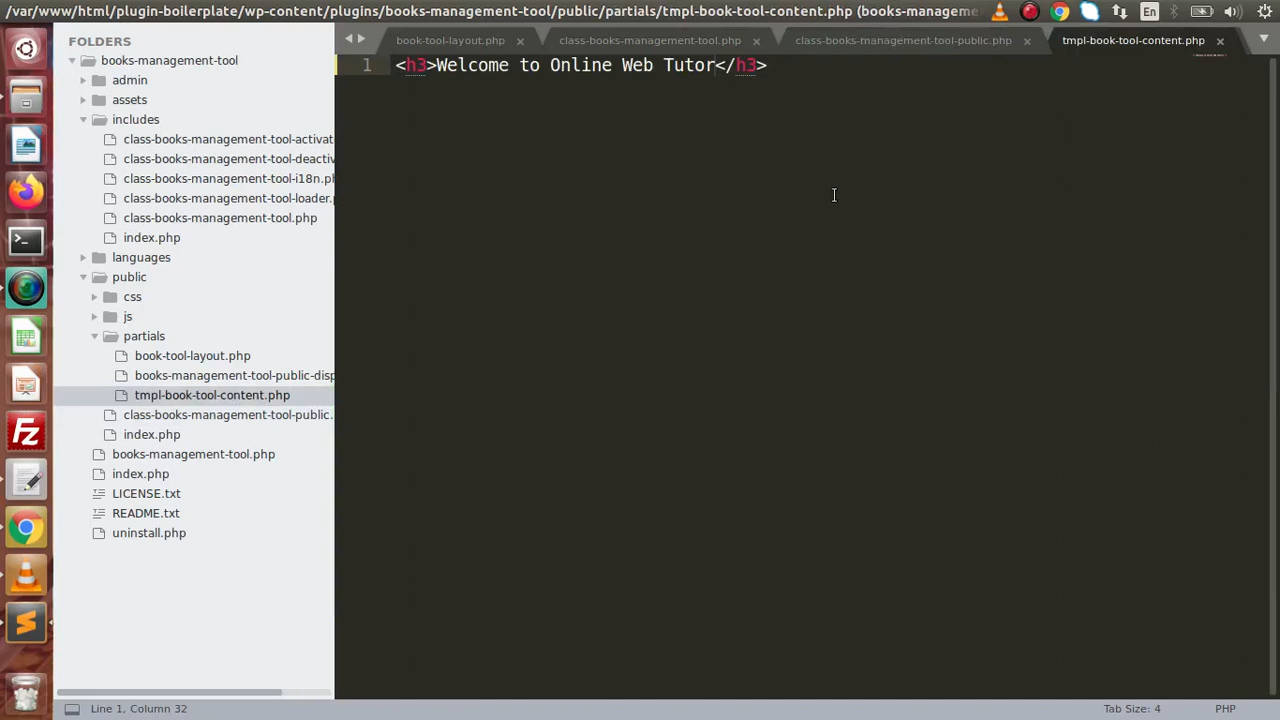 /var/www/html/plugin-boilerplate/wp-content/plugins/books-management-tool/public/partials/tmpl-book-tool-content.php (books-manageme
En
FOLDERS
books-management-tool
admin
assets
includes
class-books-management-tool-activat
class-books-management-tool-deactiv
class-books-management-tool-i18n.ph
class-books-management-tool-loader.p
class-books-management-tool.php
index.php
languages
public
css
js
partials
book-tool-layout.php
books-management-tool-public-disp
tmpl-book-tool-content.php
class-books-management-tool-public.
index.php
books-management-tool.php
index.php
LICENSE.txt
README.txt
uninstall.php
book-tool-layout.php
class-books-management-tool.php
class-books-management-tool-public.php
tmpl-book-tool-content.php
1 <h3>Welcome to Online Web Tutor</h3>
Line 1, Column 32
Tab Size: 4
PHP